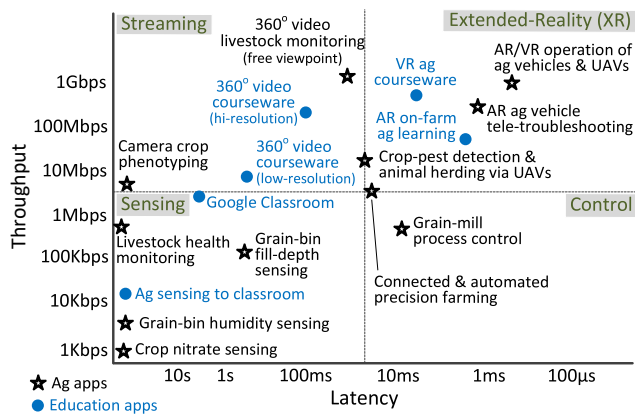 Streaming
360° video
livestock monitoring
(free viewpoint)
Extended-Reality (XR)
AR/VR operation of
ag vehicles & UAVs
VR ag
courseware
360° video
courseware
(hi-resolution)
AR on-farm
ag learning
AR ag vehicle
tele-troubleshooting
Camera crop
phenotyping
360° video
courseware
(low-resolution)
Crop-pest detection &
animal herding via UAVs
Sensing
Google Classroom
Control
Livestock health
monitoring
Grain-bin
fill-depth
sensing
Grain-mill
process control
Connected & automated
precision farming
Ag sensing to classroom
Grain-bin humidity sensing
Crop nitrate sensing
Throughput
1Gbps
100Mbps
10Mbps
1Mbps
100Kbps
10Kbps
1Kbps
10s
1s
100ms
10ms
1ms
100μs
Latency
Ag apps
Education apps